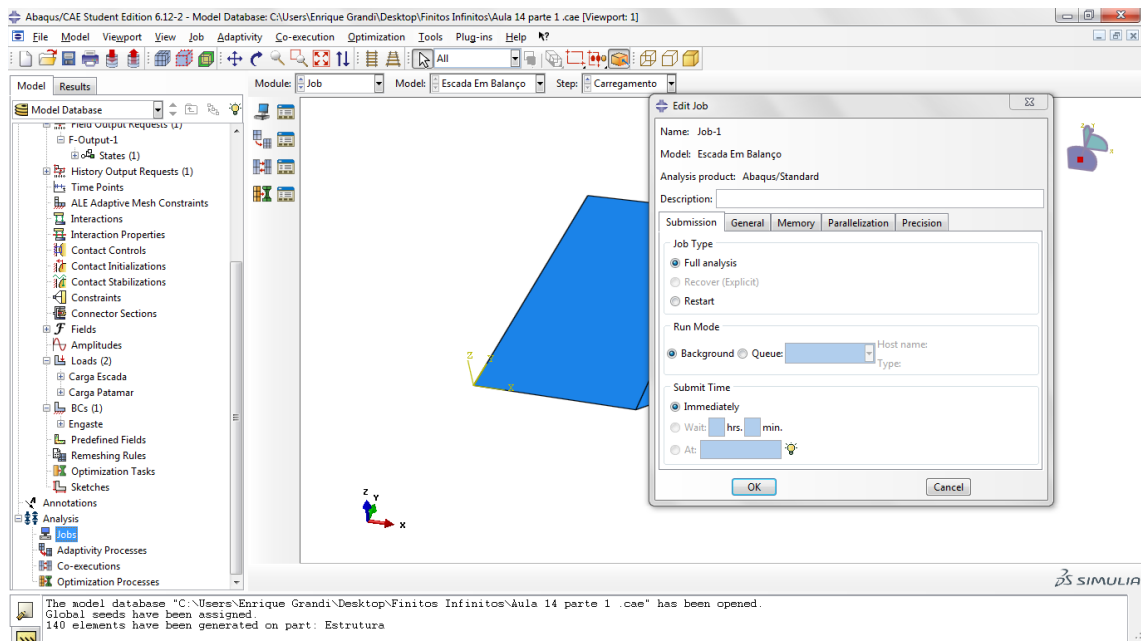 Abaqus/CAE Student Edition 6.12-2 - Model Database: C:\Users\Enrique Grandi\Desktop\Finitos Infinitos\Aula 14 parte 1 .cae [Viewport: 1]
File Model Viewport View Job Adaptivity Co-execution Optimization Tools Plug-ins Help
All
Model Results
Module: Job Model: Escada Em Balanço Step: Carregamento
Model Database
Field Output Requests (1)
F-Output-1
States (1)
History Output Requests (1)
Time Points
ALE Adaptive Mesh Constraints
Interactions
Interaction Properties
Contact Controls
Contact Initializations
Contact Stabilizations
Constraints
Connector Sections
Fields
Amplitudes
Loads (2)
Carga Escada
Carga Patamar
BCs (1)
Engaste
Predefined Fields
Remeshing Rules
Optimization Tasks
Sketches
Annotations
Analysis
Jobs
Adaptivity Processes
Co-executions
Optimization Processes
Z
X
Z
Y
X
Edit Job
Name: Job-1
Model: Escada Em Balanço
Analysis product: Abaqus/Standard
Description:
Submission General Memory Parallelization Precision
Job Type
Full analysis
Recover (Explicit)
Restart
Run Mode
Background Queue: Host name:
Type:
Submit Time
Immediately
Wait: hrs. min.
At:
OK Cancel
SIMULIA
The model database "C:\Users\Enrique Grandi\Desktop\Finitos Infinitos\Aula 14 parte 1 .cae" has been opened.
Global seeds have been assigned.
140 elements have been generated on part: Estrutura